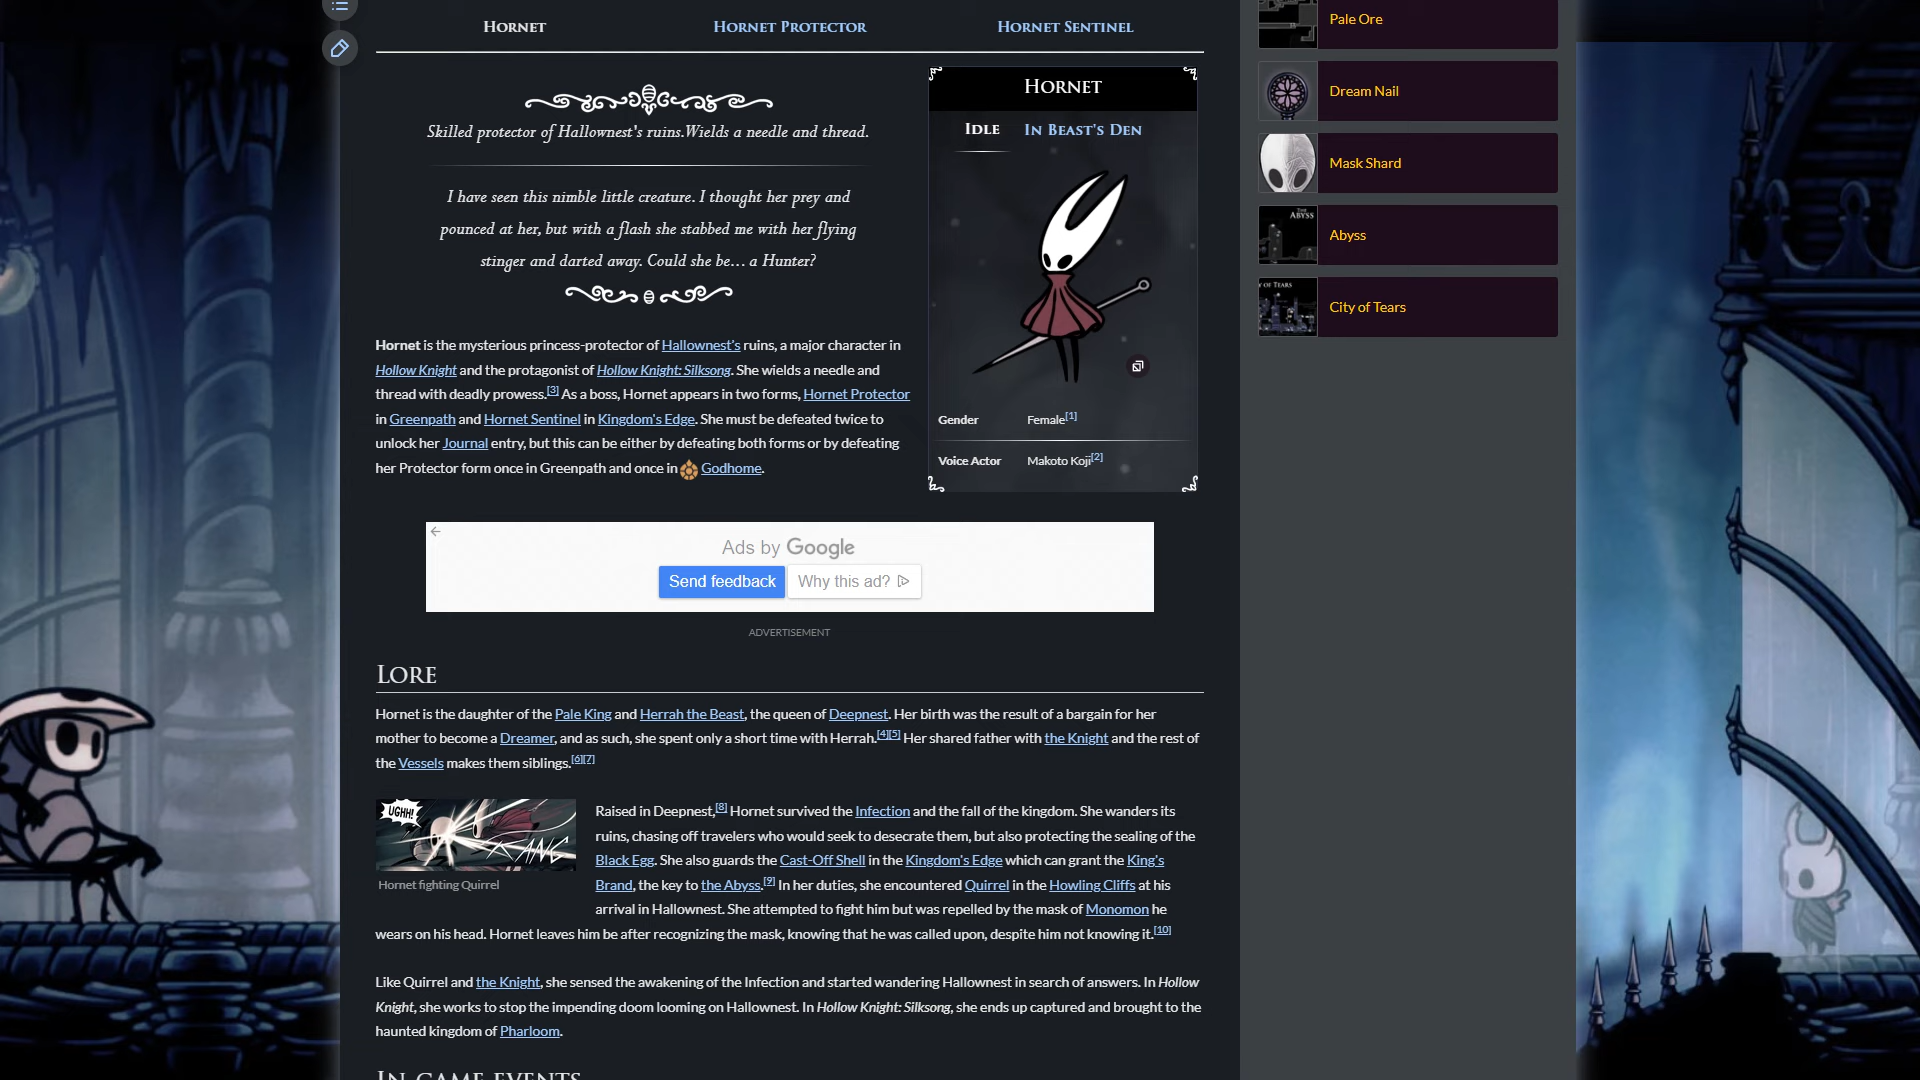 Hornet
Hornet Protector
Hornet Sentinel
Skilled protector of Hallownest's ruins.Wields a needle and thread.
I have seen this nimble little creature. I thought her prey and
pounced at her, but with a flash she stabbed me with her flying
stinger and darted away. Could she be... a Hunter?
Hornet
Idle
In Beast's Den
Gender
Female[1]
Voice Actor
Makoto Koji[2]
Hornet is the mysterious princess-protector of Hallownest's ruins, a major character in
Hollow Knight and the protagonist of Hollow Knight: Silksong. She wields a needle and
thread with deadly prowess.[3] As a boss, Hornet appears in two forms, Hornet Protector
in Greenpath and Hornet Sentinel in Kingdom's Edge. She must be defeated twice to
unlock her Journal entry, but this can be either by defeating both forms or by defeating
her Protector form once in Greenpath and once in Godhome.
Ads by Google
Send feedback
Why this ad?
ADVERTISEMENT
Lore
Hornet is the daughter of the Pale King and Herrah the Beast, the queen of Deepnest. Her birth was the result of a bargain for her
mother to become a Dreamer, and as such, she spent only a short time with Herrah.[4][5] Her shared father with the Knight and the rest of
the Vessels makes them siblings.[6][7]
UGHH!
CLANG
Hornet fighting Quirrel
Raised in Deepnest,[8] Hornet survived the Infection and the fall of the kingdom. She wanders its
ruins, chasing off travelers who would seek to desecrate them, but also protecting the sealing of the
Black Egg. She also guards the Cast-Off Shell in the Kingdom's Edge which can grant the King's
Brand, the key to the Abyss.[9] In her duties, she encountered Quirrel in the Howling Cliffs at his
arrival in Hallownest. She attempted to fight him but was repelled by the mask of Monomon he
wears on his head. Hornet leaves him be after recognizing the mask, knowing that he was called upon, despite him not knowing it.[10]
Like Quirrel and the Knight, she sensed the awakening of the Infection and started wandering Hallownest in search of answers. In Hollow
Knight, she works to stop the impending doom looming on Hallownest. In Hollow Knight: Silksong, she ends up captured and brought to the
haunted kingdom of Pharloom.
In-game events
Pale Ore
Dream Nail
Mask Shard
Abyss
Abyss
Y OF TEARS
City of Tears